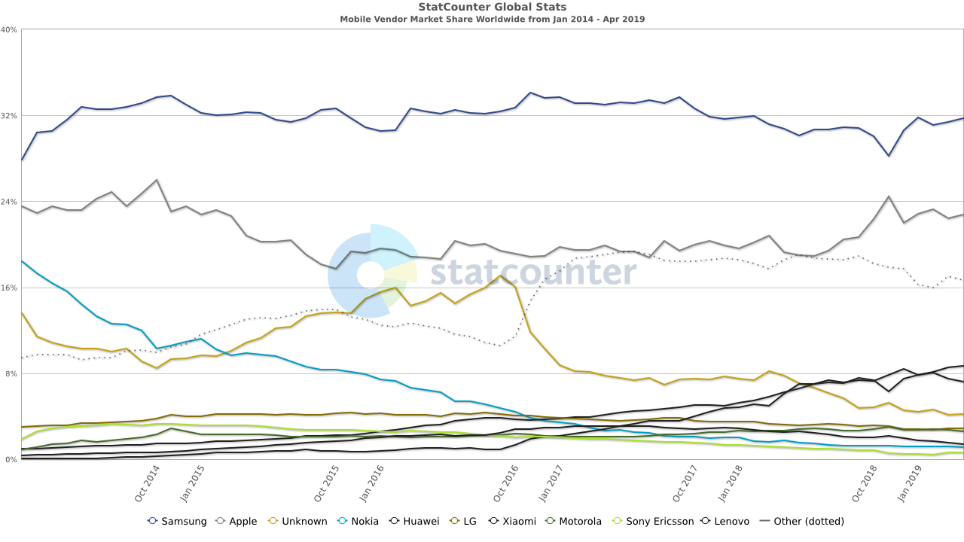 StatCounter Global Stats
Mobile Vendor Market Share Worldwide from Jan 2014 - Apr 2019
40%
32%
24%
16%
8%
0%
statcounter
Oct 2014
Jan 2015
Oct 2015
Jan 2016
Oct 2016
Jan 2017
Oct 2017
Jan 2018
Oct 2018
Jan 2019
Samsung Apple Unknown Nokia Huawei LG Xiaomi Motorola Sony Ericsson Lenovo Other (dotted)